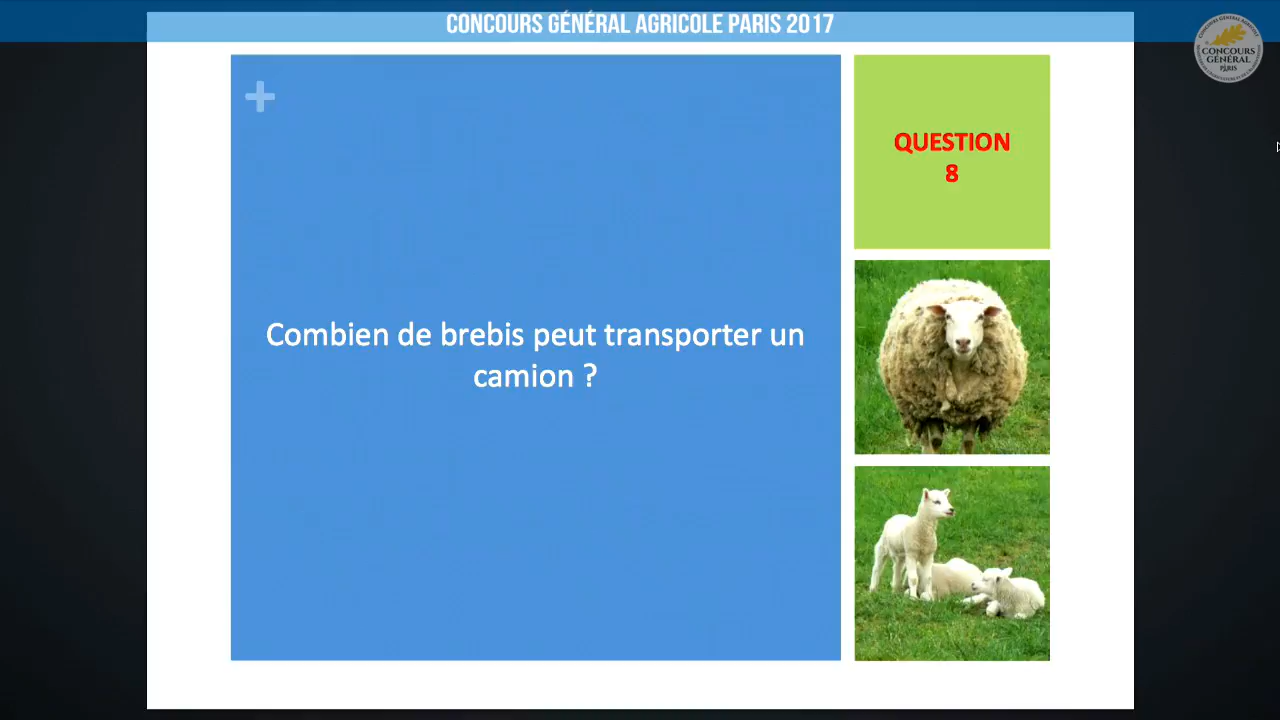 CONCOURS GÉNÉRAL AGRICOLE PARIS 2017
CONCOURS
GÉNÉRAL
PARIS
+
QUESTION
8
Combien de brebis peut transporter un
camion ?